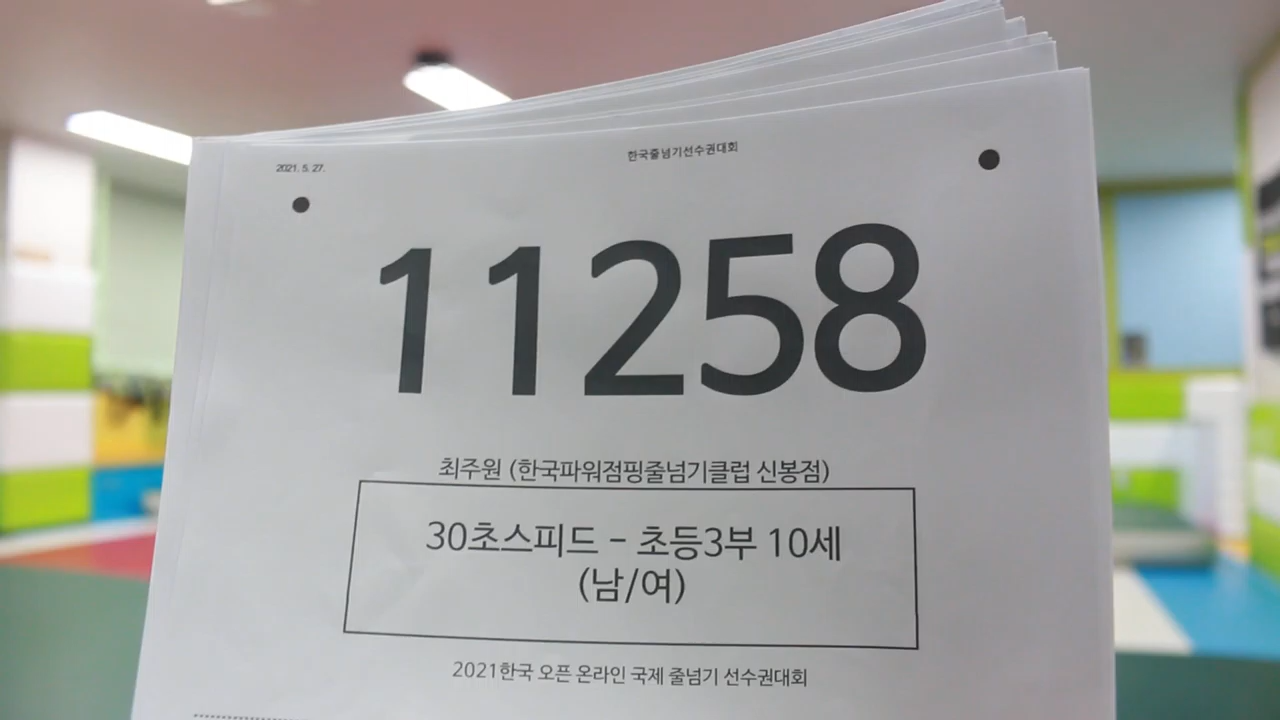 2021. 5. 27.
한국줄넘기선수권대회
11258
최주원 (한국파워점핑줄넘기클럽 신봉점)
30초스피드 - 초등3부 10세
(남/여)
2021한국 오픈 온라인 국제 줄넘기 선수권대회